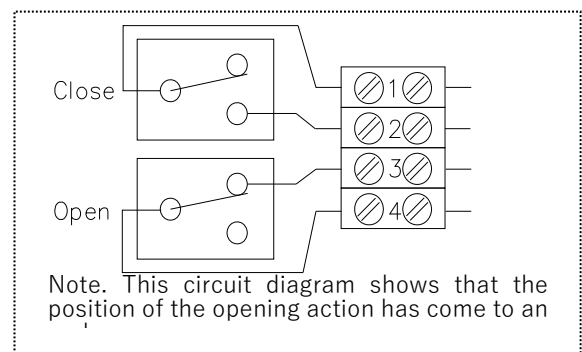 Close
1
2
3
Open
4
Note. This circuit diagram shows that the
position of the opening action has come to an